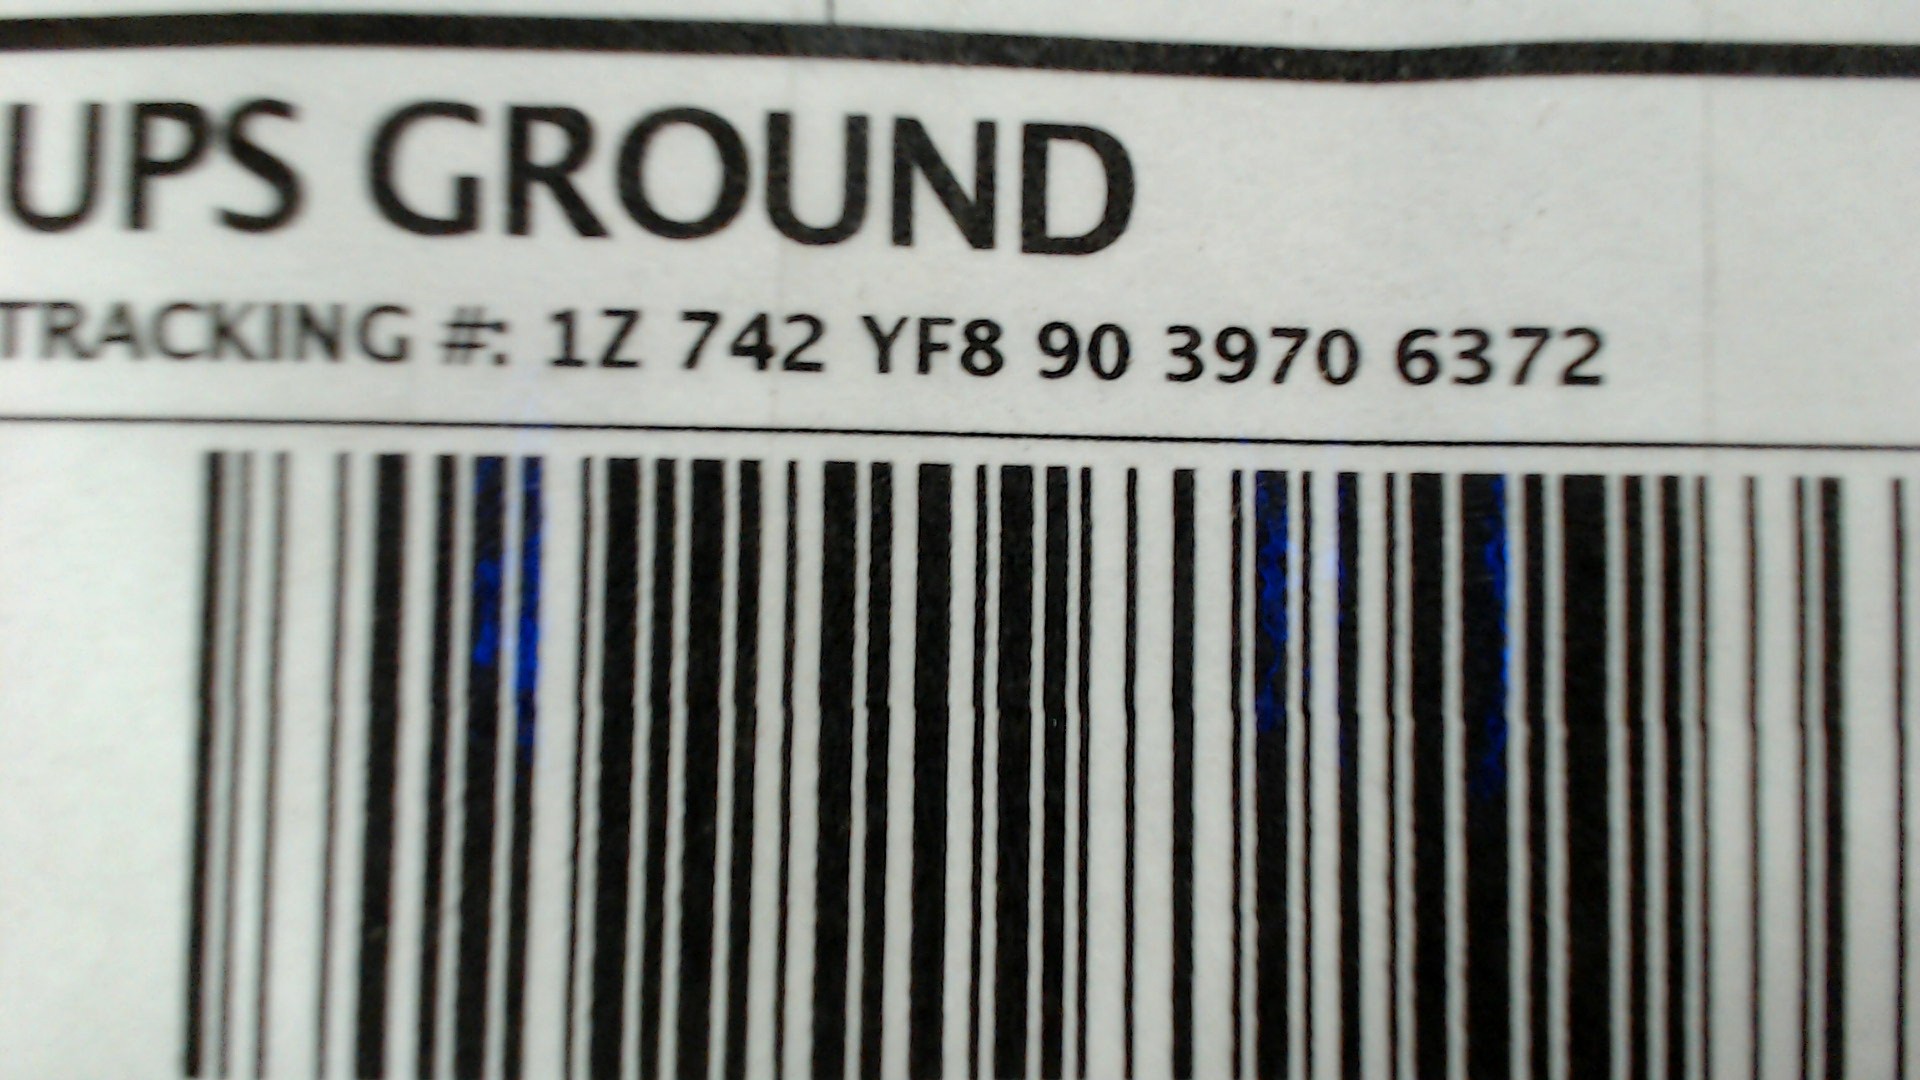 UPS GROUND
TRACKING #: 1Z 742 YF8 90 3970 6372